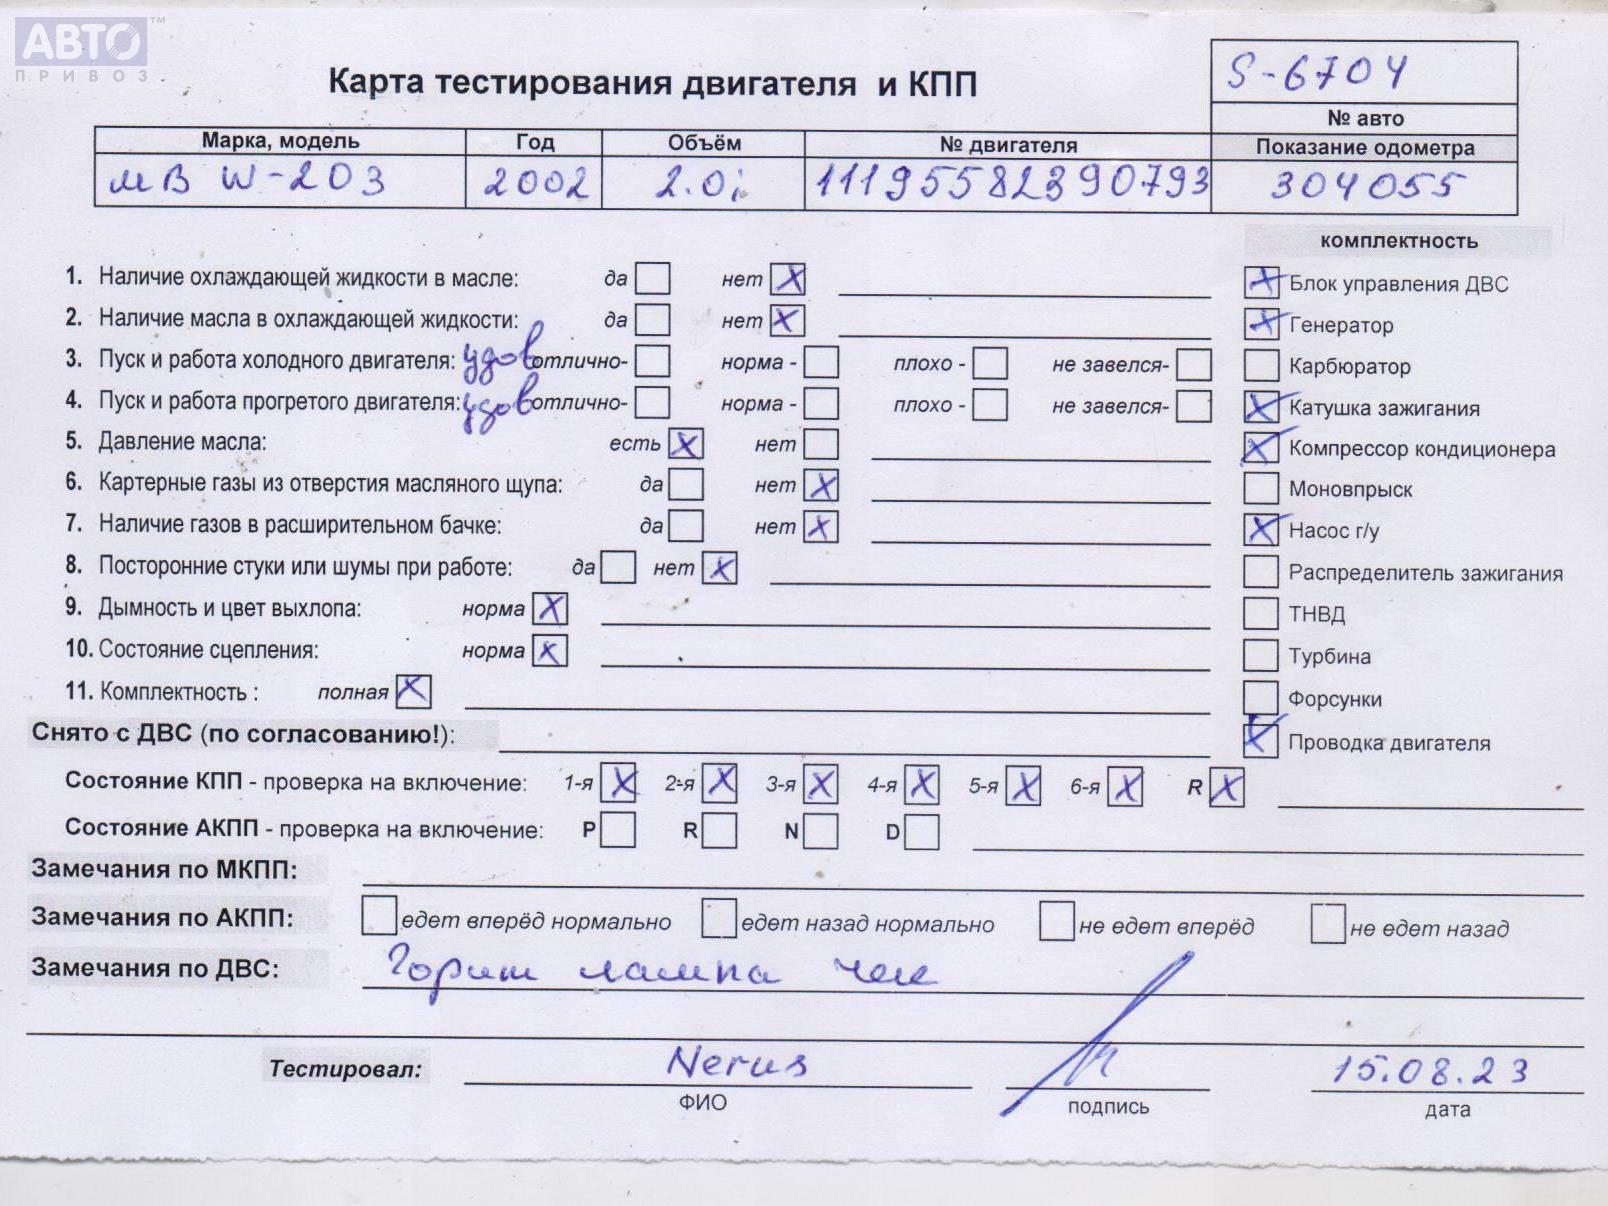 АВТО™
ПРИВОЗ
Карта тестирования двигателя и КПП
S-6704
№ авто
Марка, модель Год Объём № двигателя Показание одометра
МВ W-203 2002 2.0i 11195582390793 304055
комплектность
1. Наличие охлаждающей жидкости в масле: да нет X
Блок управления ДВС X
2. Наличие масла в охлаждающей жидкости: да нет X
Генератор X
3. Пуск и работа холодного двигателя: удов отлично- норма - плохо - не завелся-
Карбюратор
4. Пуск и работа прогретого двигателя: удов отлично- норма - плохо - не завелся-
X Катушка зажигания
5. Давление масла: есть X нет
X Компрессор кондиционера
6. Картерные газы из отверстия масляного щупа: да нет X
Моновпрыск
7. Наличие газов в расширительном бачке: да нет X
X Насос г/у
8. Посторонние стуки или шумы при работе: да нет X
Распределитель зажигания
9. Дымность и цвет выхлопа: норма X
ТНВД
10. Состояние сцепления: норма X
Турбина
11. Комплектность : полная X
Форсунки
Снято с ДВС (по согласованию!):
X Проводка двигателя
Состояние КПП - проверка на включение: 1-я X 2-я X 3-я X 4-я X 5-я X 6-я X R X
Состояние АКПП - проверка на включение: P R N D
Замечания по МКПП:
Замечания по АКПП: едет вперёд нормально едет назад нормально не едет вперёд не едет назад
Замечания по ДВС: Горит лампа чек
Тестировал: Nerus 15.08.23
ФИО подпись дата